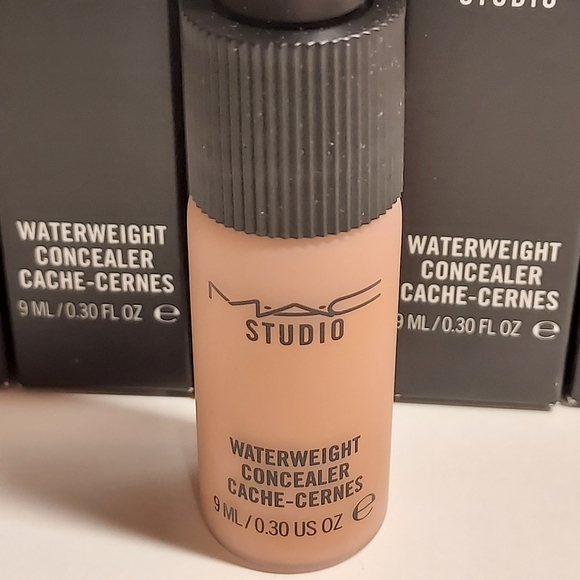 STUDIO
WATERWEIGHT
CONCEALER
CACHE-CERNES
9 ML/0.30 FL OZ ℮
WATERWEIGHT
CONCEALER
CACHE-CERNES
9 ML/0.30 FL OZ ℮
M·A·C
STUDIO
WATERWEIGHT
CONCEALER
CACHE-CERNES
9 ML/0.30 US OZ ℮